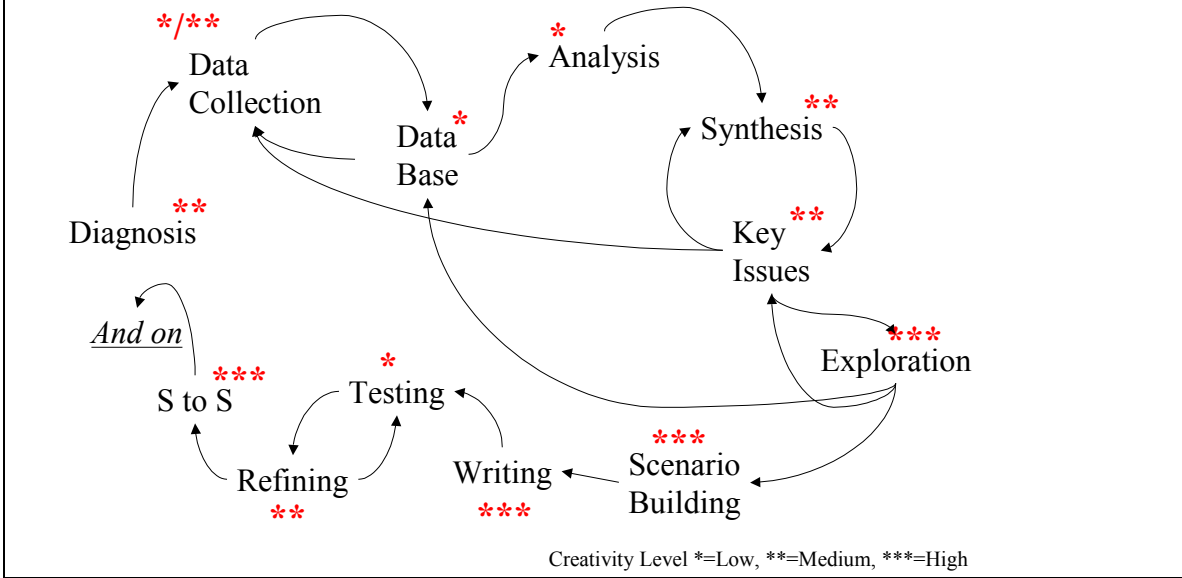 */**
Data
Collection
*
Analysis
Data*
Base
Synthesis**
Diagnosis**
Key**
Issues
And on
***
Exploration
S to S***
*
Testing
***
Scenario
Building
Writing
***
Refining
**
Creativity Level *=Low, **=Medium, ***=High